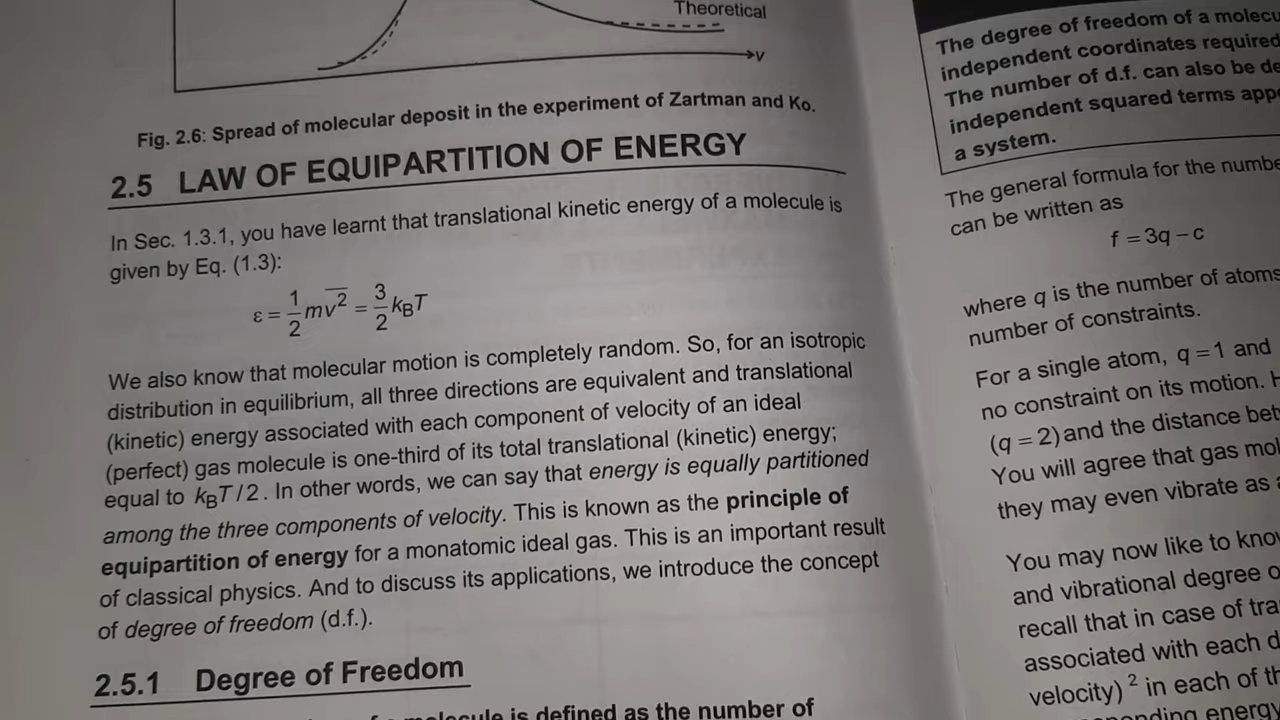 Theoretical
v
Fig. 2.6: Spread of molecular deposit in the experiment of Zartman and Ko.
2.5 LAW OF EQUIPARTITION OF ENERGY
In Sec. 1.3.1, you have learnt that translational kinetic energy of a molecule is
given by Eq. (1.3):
ε = 1/2 m v̅² = 3/2 k_BT
We also know that molecular motion is completely random. So, for an isotropic
distribution in equilibrium, all three directions are equivalent and translational
(kinetic) energy associated with each component of velocity of an ideal
(perfect) gas molecule is one-third of its total translational (kinetic) energy;
equal to k_BT/2. In other words, we can say that energy is equally partitioned
among the three components of velocity. This is known as the principle of
equipartition of energy for a monatomic ideal gas. This is an important result
of classical physics. And to discuss its applications, we introduce the concept
of degree of freedom (d.f.).
2.5.1 Degree of Freedom
molecule is defined as the number of
The degree of freedom of a
independent coordinates required
The number of d.f. can also be
independent squared terms
a system.
The general formula for the
can be written as
f = 3q – c
where q is the number of atoms
number of constraints.
For a single atom, q = 1 and
no constraint on its motion.
(q = 2) and the distance
You will agree that gas
they may even vibrate as
You may now like to
and vibrational degree
recall that in case of
associated with each
velocity)² in each of
energy